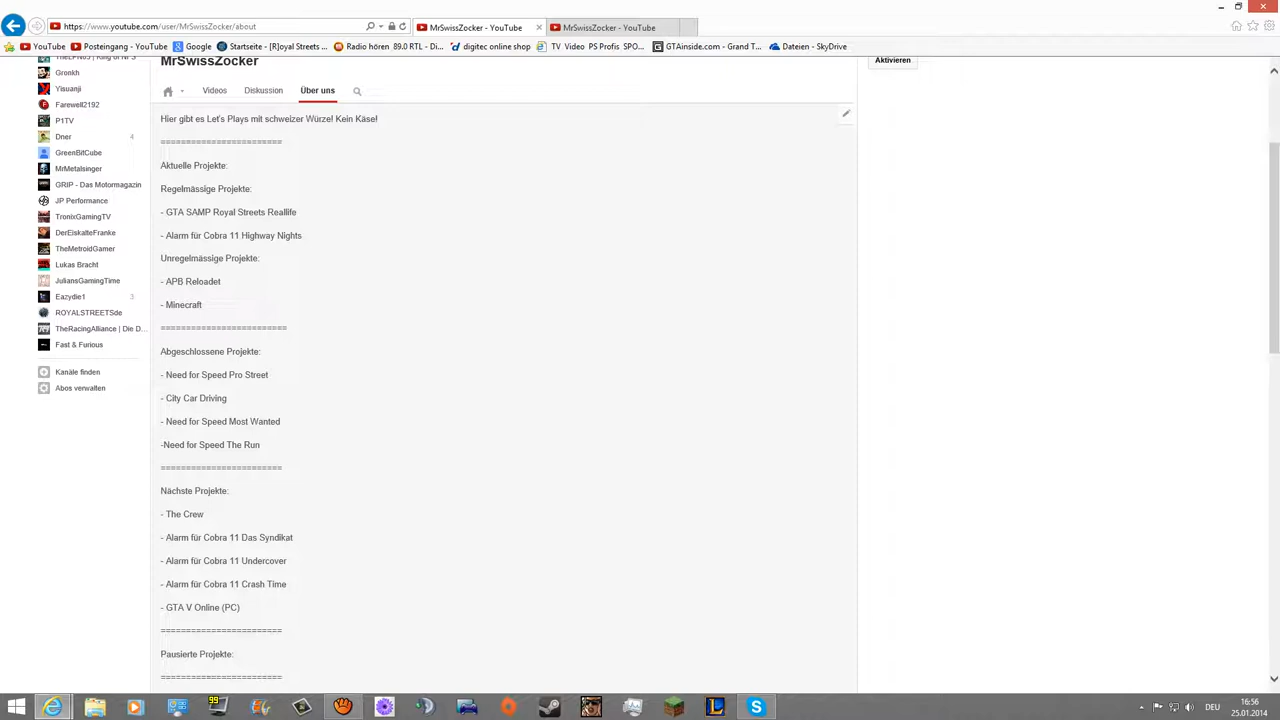 https://www.youtube.com/user/MrSwissZocker/about
MrSwissZocker - YouTube
MrSwissZocker - YouTube
YouTube
Posteingang - YouTube
Google
Startseite - [R]oyal Streets ...
Radio hören 89.0 RTL - Di...
digitec onlineshop
TV Video PS Profis SPO...
GTAinside.com - Grand T...
Dateien - SkyDrive
MrSwissZocker
Aktivieren
Videos
Diskussion
Über uns
Gronkh
Yisuanji
Farewell2192
P1TV
Dner 4
GreenBitCube
MrMetalsinger
GRIP - Das Motormagazin
JP Performance
TronixGamingTV
DerEiskalteFranke
TheMetroidGamer
Lukas Bracht
JuliansGamingTime
Eazydie1 3
ROYALSTREETSde
TheRacingAlliance | Die D...
Fast & Furious
Kanäle finden
Abos verwalten
Hier gibt es Let's Plays mit schweizer Würze! Kein Käse!
========================
Aktuelle Projekte:
Regelmässige Projekte:
- GTA SAMP Royal Streets Reallife
- Alarm für Cobra 11 Highway Nights
Unregelmässige Projekte:
- APB Reloadet
- Minecraft
=========================
Abgeschlossene Projekte:
- Need for Speed Pro Street
- City Car Driving
- Need for Speed Most Wanted
-Need for Speed The Run
========================
Nächste Projekte:
- The Crew
- Alarm für Cobra 11 Das Syndikat
- Alarm für Cobra 11 Undercover
- Alarm für Cobra 11 Crash Time
- GTA V Online (PC)
========================
Pausierte Projekte:
========================
99
DEU
16:56
25.01.2014